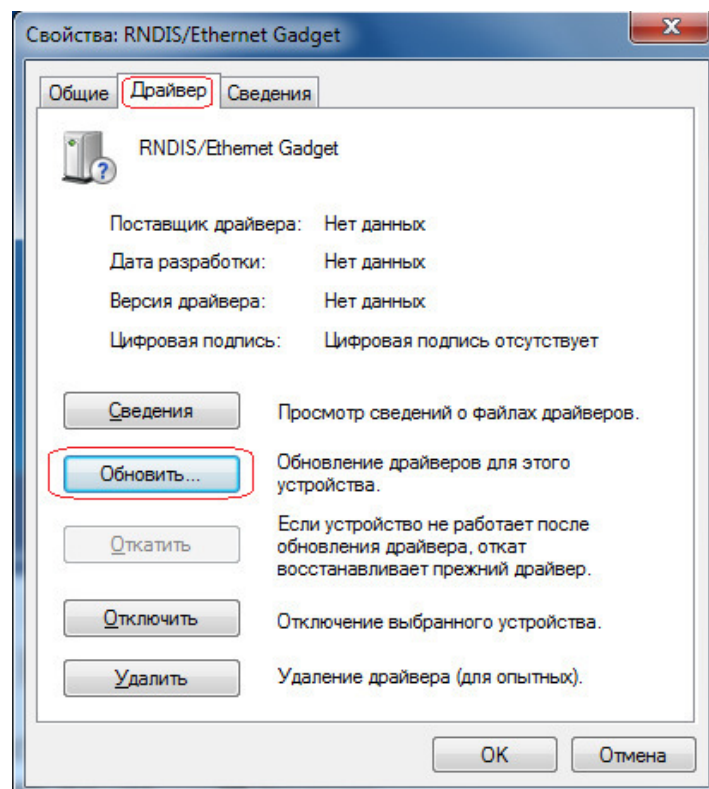 Свойства: RNDIS/Ethernet Gadget
Общие Драйвер Сведения
RNDIS/Ethernet Gadget
Поставщик драйвера: Нет данных
Дата разработки: Нет данных
Версия драйвера: Нет данных
Цифровая подпись: Цифровая подпись отсутствует
Сведения Просмотр сведений о файлах драйверов.
Обновить... Обновление драйверов для этого
устройства.
Откатить Если устройство не работает после
обновления драйвера, откат
восстанавливает прежний драйвер.
Отключить Отключение выбранного устройства.
Удалить Удаление драйвера (для опытных).
OK Отмена